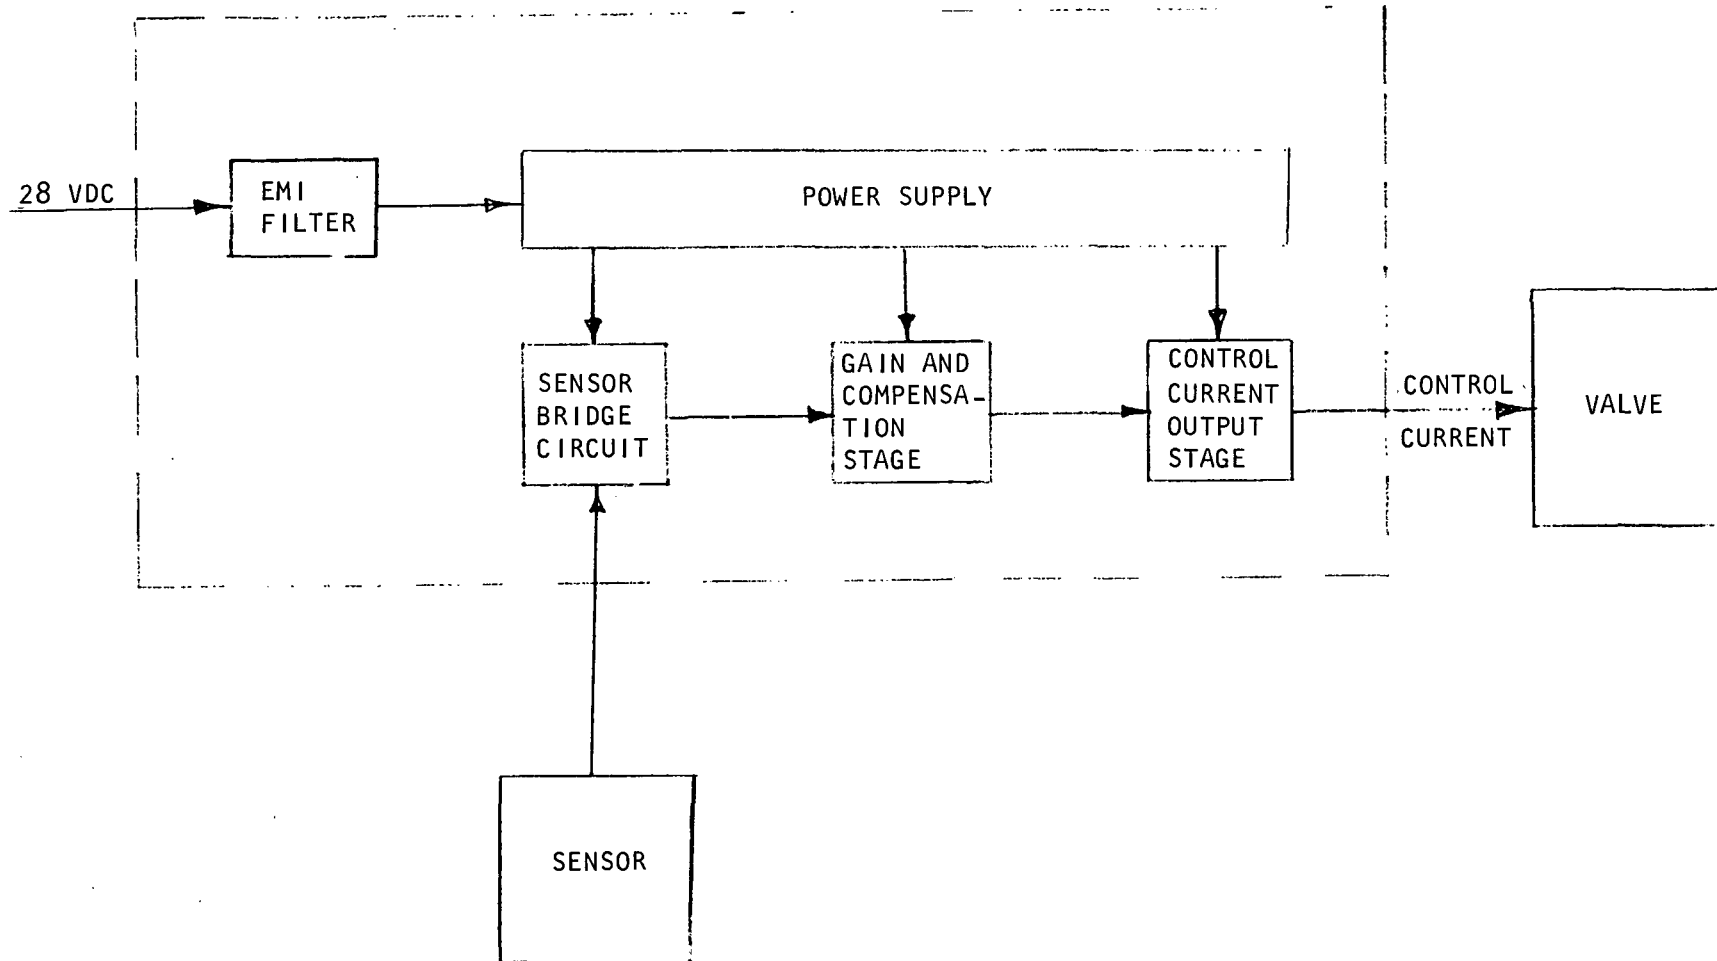 28 VDC
EMI
FILTER
POWER SUPPLY
SENSOR
BRIDGE
CIRCUIT
GAIN AND
COMPENSA-
TION
STAGE
CONTROL
CURRENT
OUTPUT
STAGE
CONTROL
CURRENT
VALVE
SENSOR